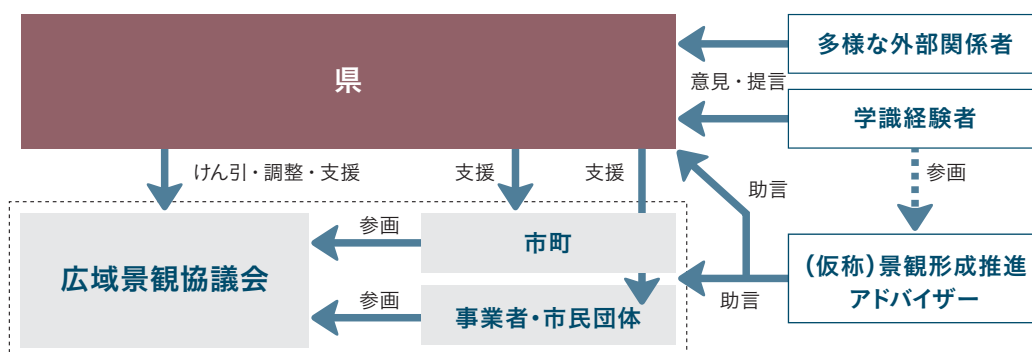 県
多様な外部関係者
意見・提言
学識経験者
けん引・調整・支援
支援
支援
助言
参画
広域景観協議会
参画
市町
参画
事業者・市民団体
助言
(仮称)景観形成推進
アドバイザー